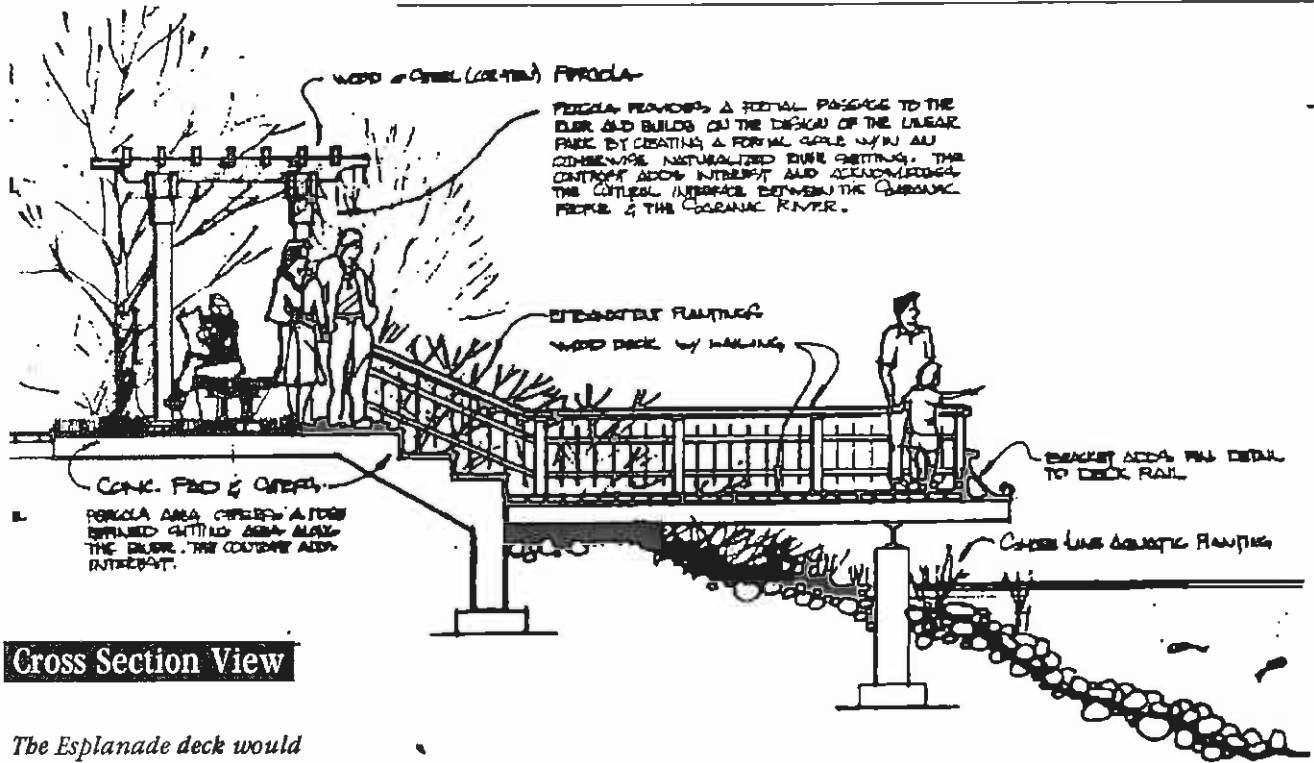 WOOD & STEEL (COR-TEN) PERGOLA
PERGOLA PROVIDES A FORMAL PASSAGE TO THE
RIVER AND BUILDS ON THE DESIGN OF THE LINEAR
PARK BY CREATING A FORMAL SPACE W/IN AN
OTHERWISE NATURALIZED RIVER SETTING. THE
CONTRAST ADDS INTEREST AND ACKNOWLEDGES
THE CULTURAL INTERFACE BETWEEN THE SARANAC
PEOPLE & THE SARANAC RIVER.
EMBANKMENT PLANTINGS
WOOD DECK W/ RAILING
BRACKET ADDS DETAIL
TO DECK RAIL
CONC. PAD & STEPS
PERGOLA AREA OFFERS A MORE
REFINED SITTING AREA ALONG
THE RIVER. THE CONTRAST ADDS
INTEREST.
SHORE LINE AQUATIC PLANTING
Cross Section View
The Esplanade deck would